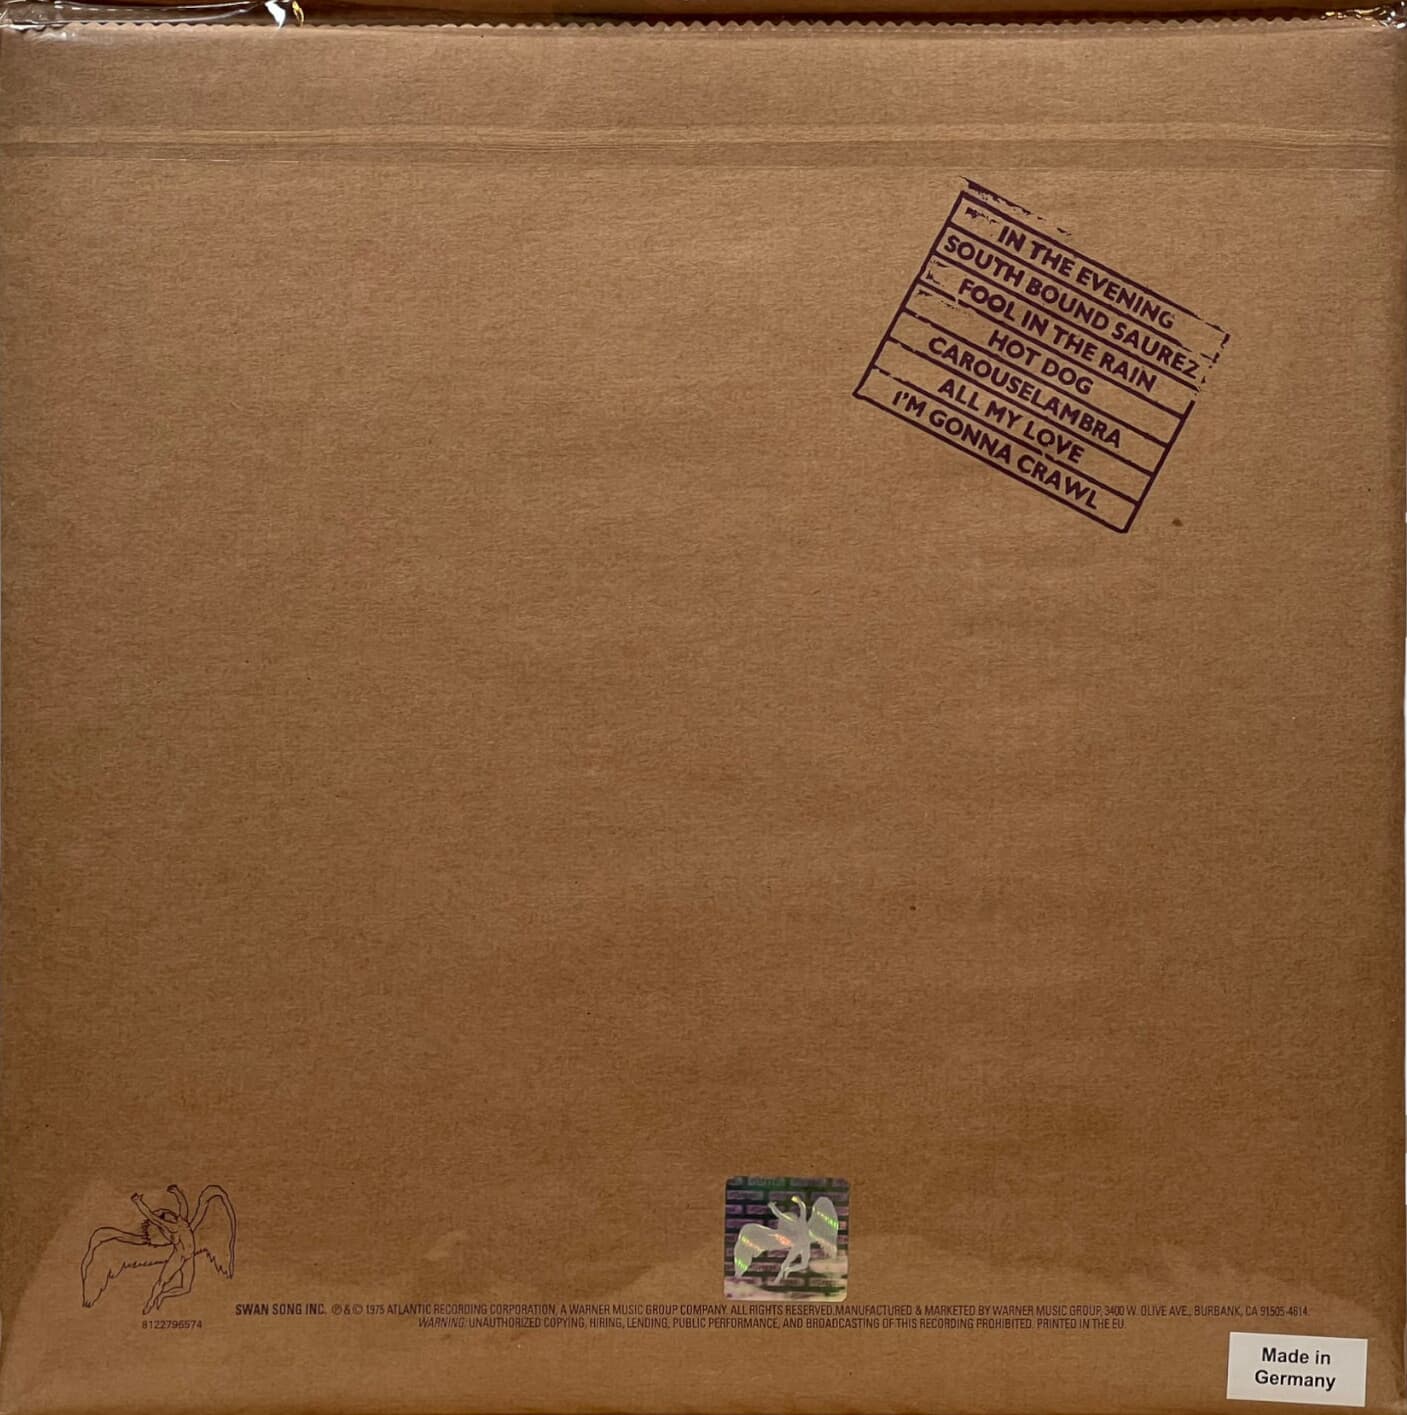 IN THE EVENING
SOUTH BOUND SAUREZ
FOOL IN THE RAIN
HOT DOG
CAROUSELAMBRA
ALL MY LOVE
I'M GONNA CRAWL
8122796574
SWAN SONG INC. ℗ & © 1975 ATLANTIC RECORDING CORPORATION, A WARNER MUSIC GROUP COMPANY. ALL RIGHTS RESERVED. MANUFACTURED & MARKETED BY WARNER MUSIC GROUP, 3400 W. OLIVE AVE., BURBANK, CA 91505-4614.
WARNING: UNAUTHORIZED COPYING, HIRING, LENDING, PUBLIC PERFORMANCE, AND BROADCASTING OF THIS RECORDING PROHIBITED. PRINTED IN THE EU.
Made in
Germany